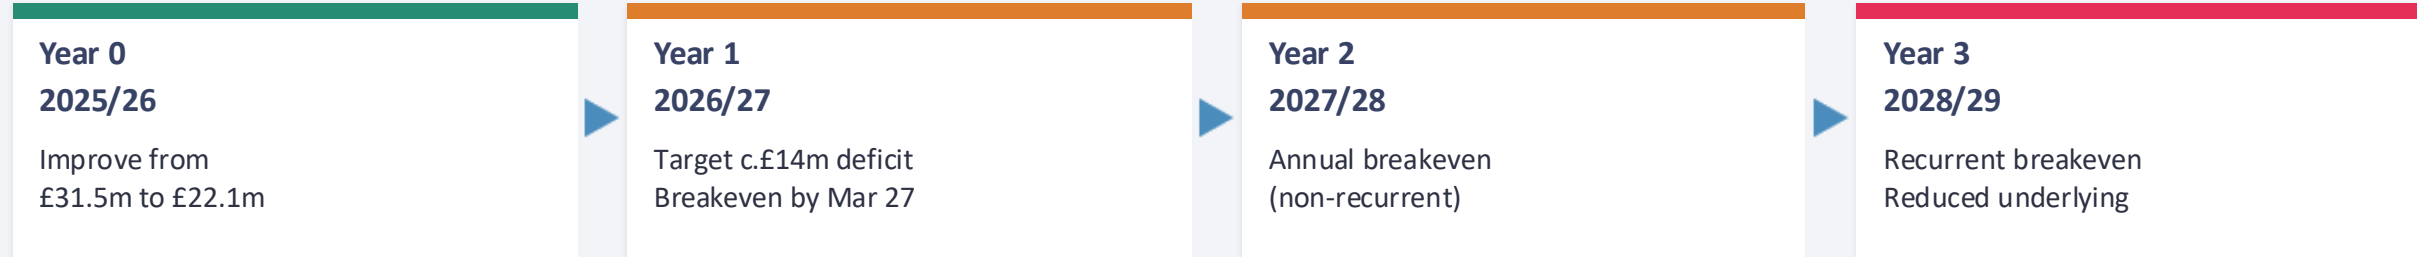 Year 0
2025/26
Improve from
£31.5m to £22.1m
Year 1
2026/27
Target c.£14m deficit
Breakeven by Mar 27
Year 2
2027/28
Annual breakeven
(non-recurrent)
Year 3
2028/29
Recurrent breakeven
Reduced underlying